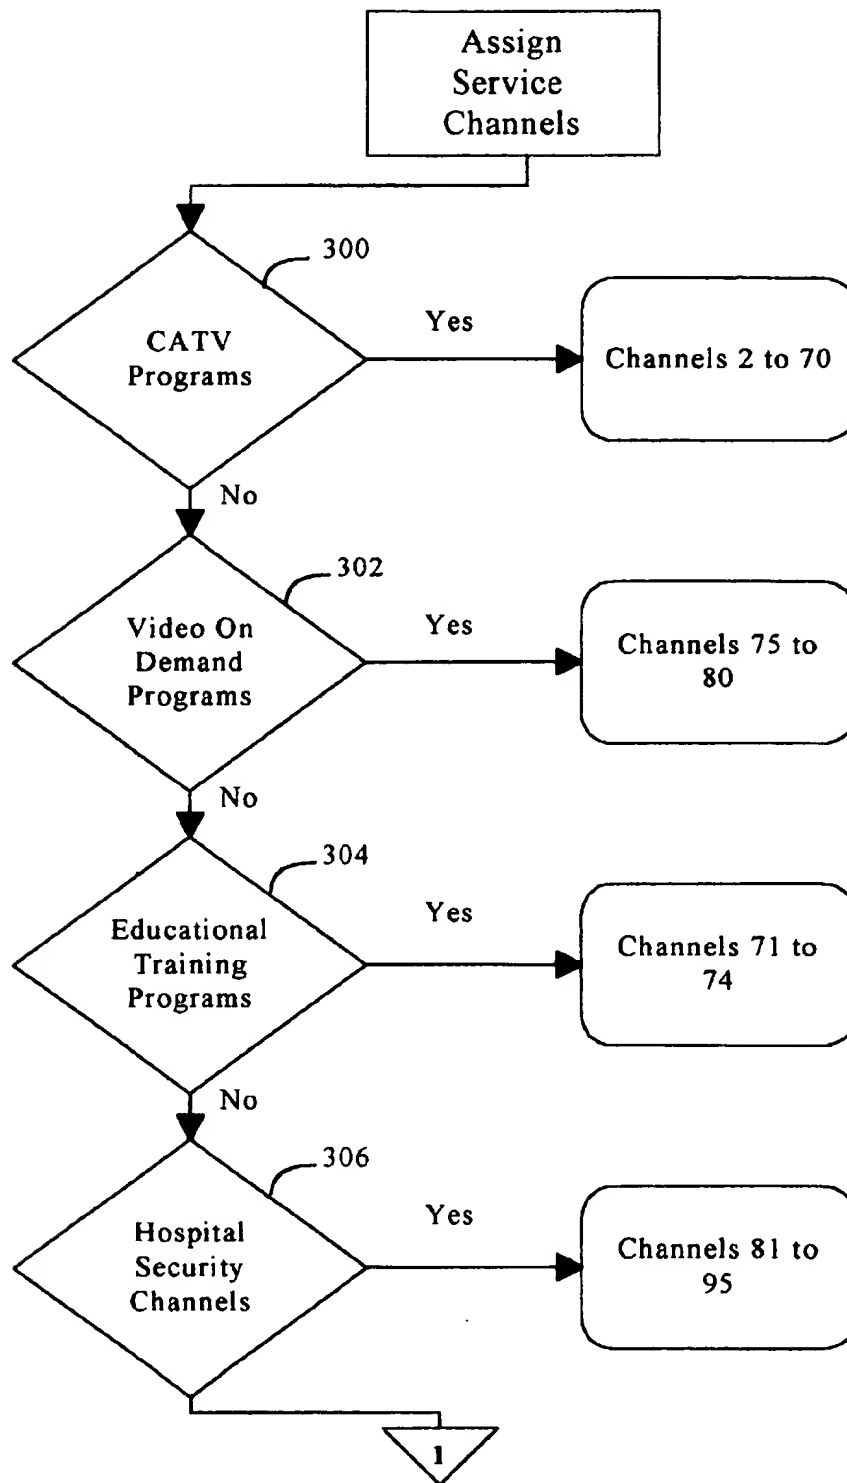 Assign
Service
Channels
300
CATV
Programs
Yes
Channels 2 to 70
No
302
Video On
Demand
Programs
Yes
Channels 75 to
80
No
304
Educational
Training
Programs
Yes
Channels 71 to
74
No
306
Hospital
Security
Channels
Yes
Channels 81 to
95
1